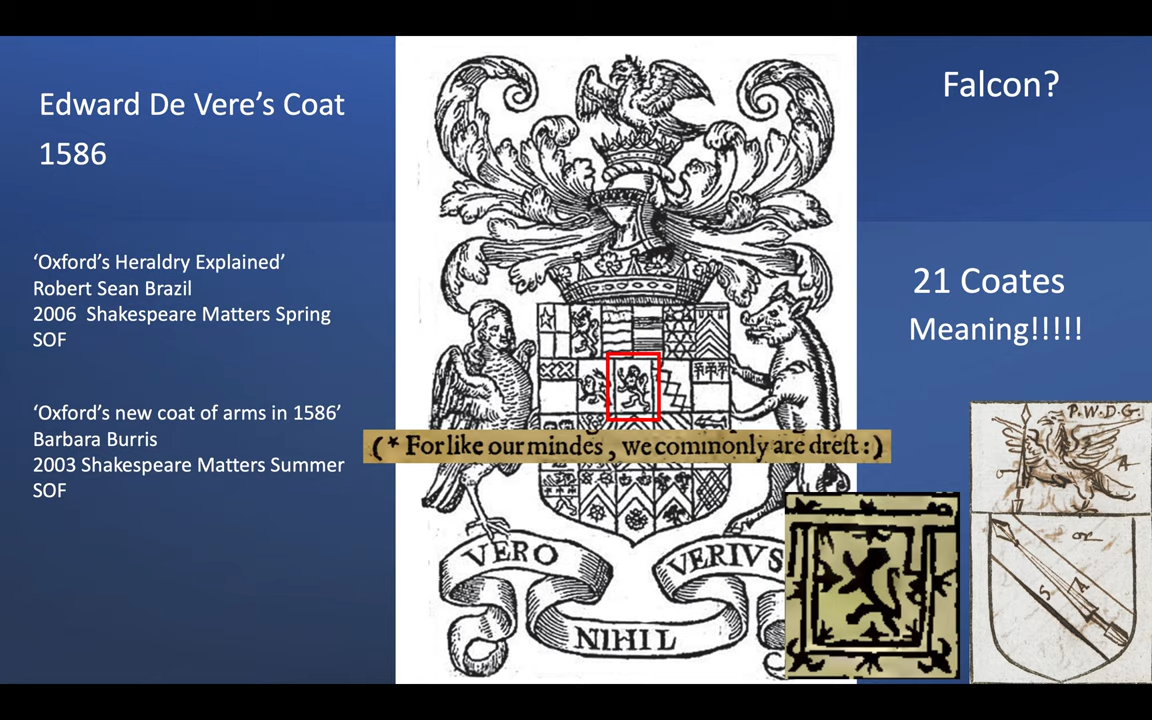 Edward De Vere’s Coat
1586
‘Oxford’s Heraldry Explained’
Robert Sean Brazil
2006  Shakespeare Matters Spring
SOF
‘Oxford’s new coat of arms in 1586’
Barbara Burris
2003 Shakespeare Matters Summer
SOF
Falcon?
21 Coates
Meaning!!!!!
(* For like our mindes, we commonly are drest:)
VERO
NIHIL
VERIVS
P.W.D.G.
A
or
S
A